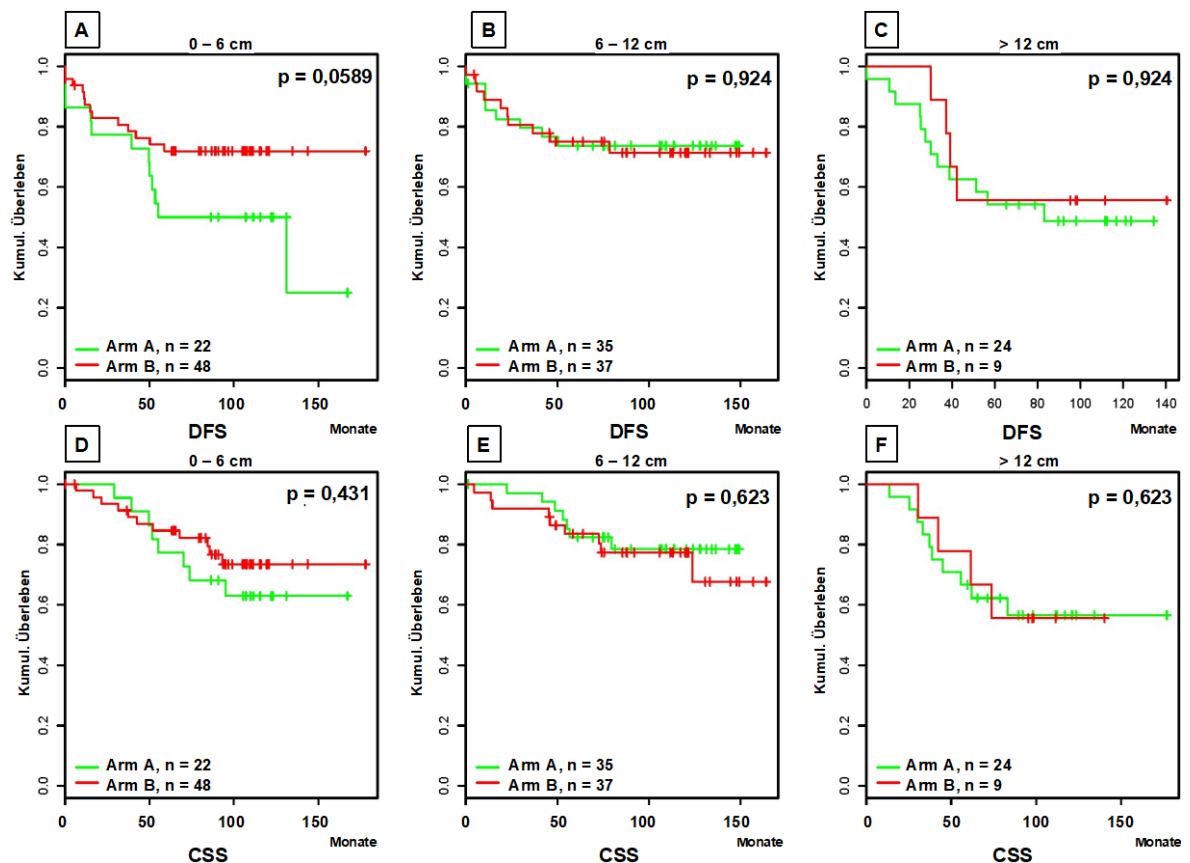 A
0 – 6 cm
p = 0,0589
Kumul. Überleben
1.0
0.8
0.6
0.4
0.2
0.0
Arm A, n = 22
Arm B, n = 48
0 50 100 150
DFS
Monate
B
6 – 12 cm
p = 0,924
Kumul. Überleben
1.0
0.8
0.6
0.4
0.2
0.0
Arm A, n = 35
Arm B, n = 37
0 50 100 150
DFS
Monate
C
> 12 cm
p = 0,924
Kumul. Überleben
1.0
0.8
0.6
0.4
0.2
0.0
Arm A, n = 24
Arm B, n = 9
0 20 40 60 80 100 120 140
DFS
Monate
D
0 – 6 cm
p = 0,431
Kumul. Überleben
1.0
0.8
0.6
0.4
0.2
0.0
Arm A, n = 22
Arm B, n = 48
0 50 100 150
CSS
Monate
E
6 – 12 cm
p = 0,623
Kumul. Überleben
1.0
0.8
0.6
0.4
0.2
0.0
Arm A, n = 35
Arm B, n = 37
0 50 100 150
CSS
Monate
F
> 12 cm
p = 0,623
Kumul. Überleben
1.0
0.8
0.6
0.4
0.2
0.0
Arm A, n = 24
Arm B, n = 9
0 50 100 150
CSS
Monate